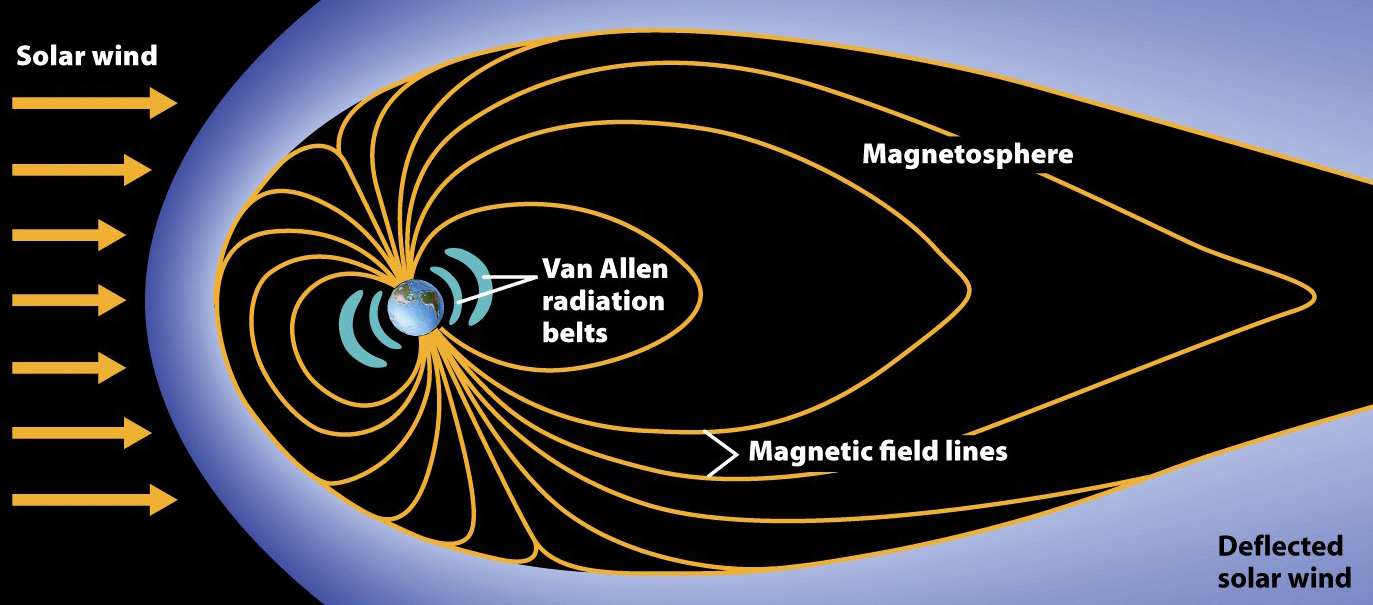 Solar wind
Magnetosphere
Van Allen
radiation
belts
Magnetic field lines
Deflected
solar wind